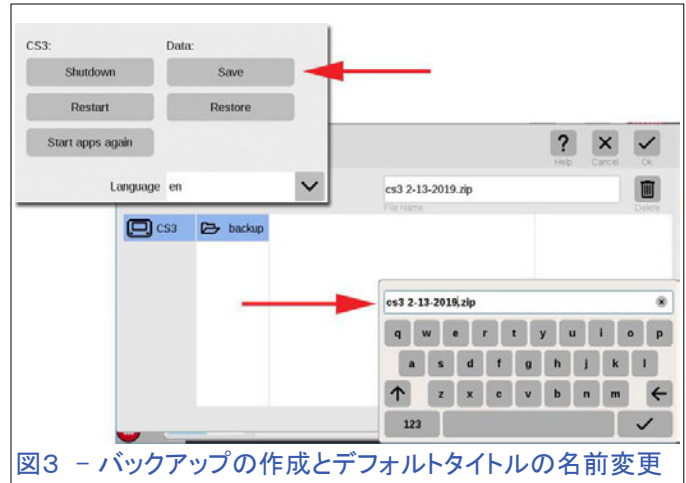 CS3:
Data:
Shutdown
Save
Restart
Restore
Start apps again
Language en
Help
Cancel
Ok
cs3 2-13-2019.zip
File Name
Delete
CS3
backup
cs3 2-13-2019.zip
q w e r t y u i o p
a s d f g h j k l
z x c v b n m
123
図3 －バックアップの作成とデフォルトタイトルの名前変更